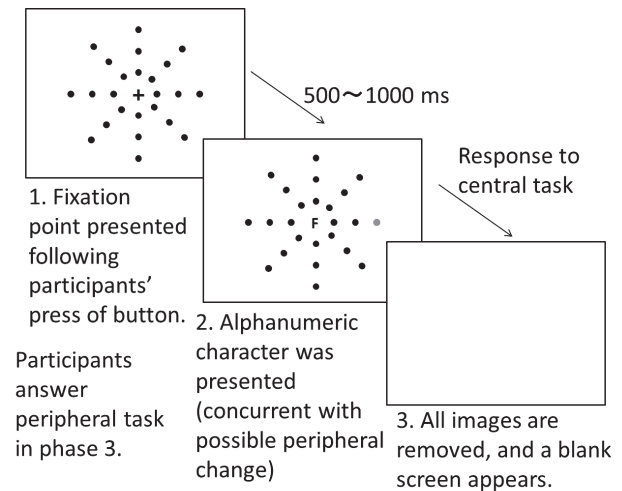 500～1000 ms
Response to
central task
1. Fixation
point presented
following
participants'
press of button.
F
2. Alphanumeric
character was
presented
(concurrent with
possible peripheral
change)
Participants
answer
peripheral task
in phase 3.
3. All images are
removed, and a blank
screen appears.